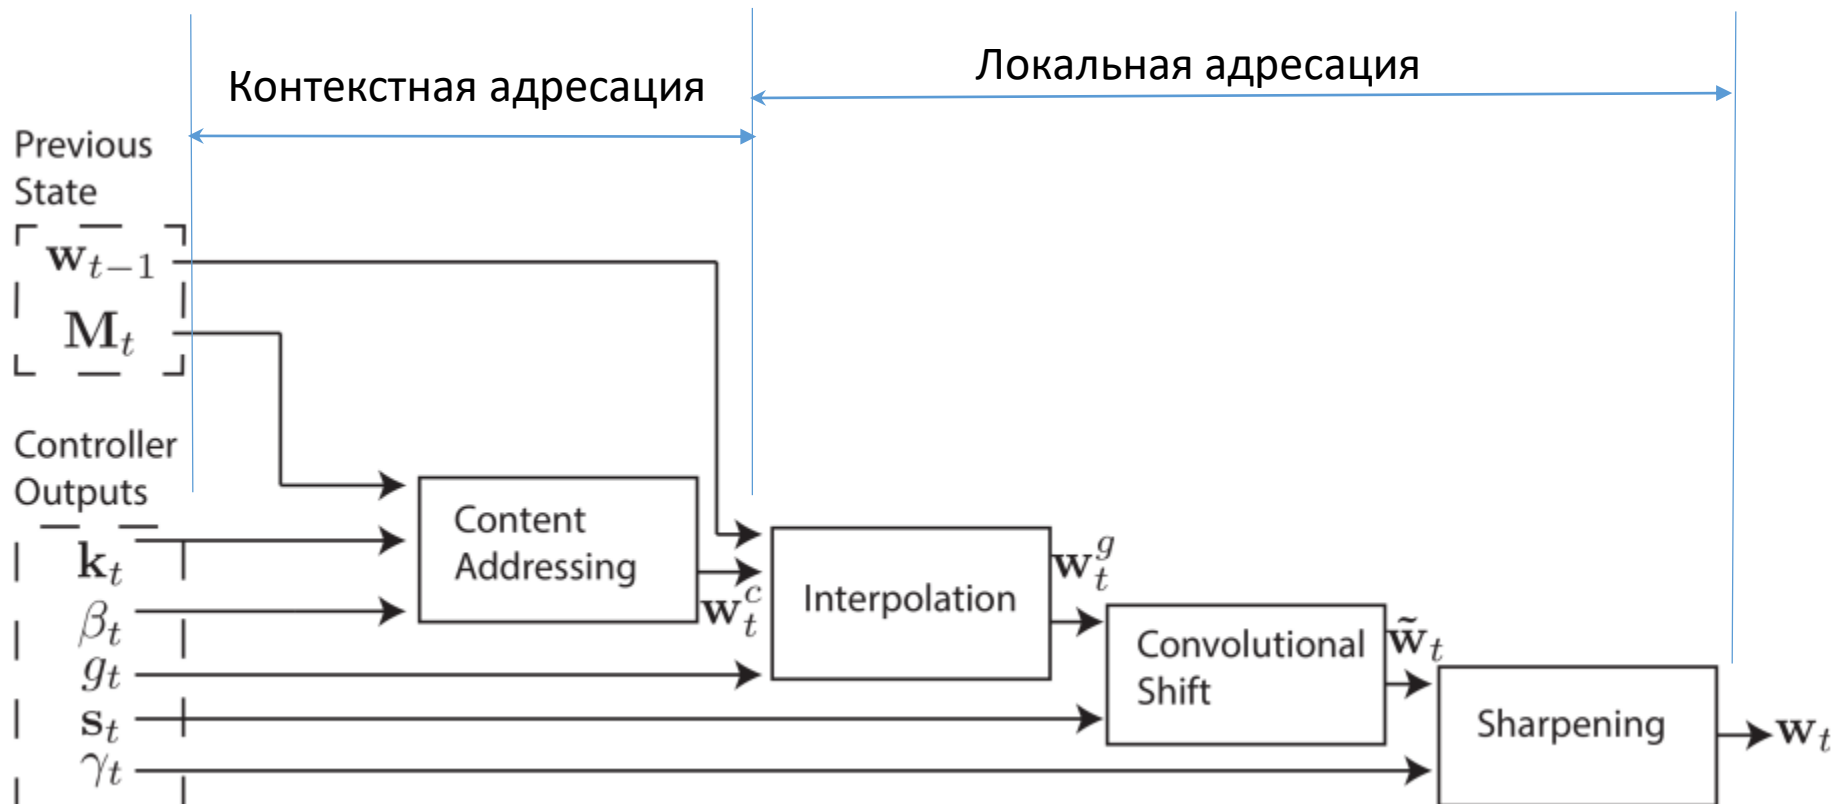 Контекстная адресация
Локальная адресация
Previous
State
w_{t−1}
M_t
Controller
Outputs
k_t
β_t
g_t
s_t
γ_t
Content
Addressing
w_t^c
Interpolation
w_t^g
Convolutional
Shift
w̃_t
Sharpening
w_t